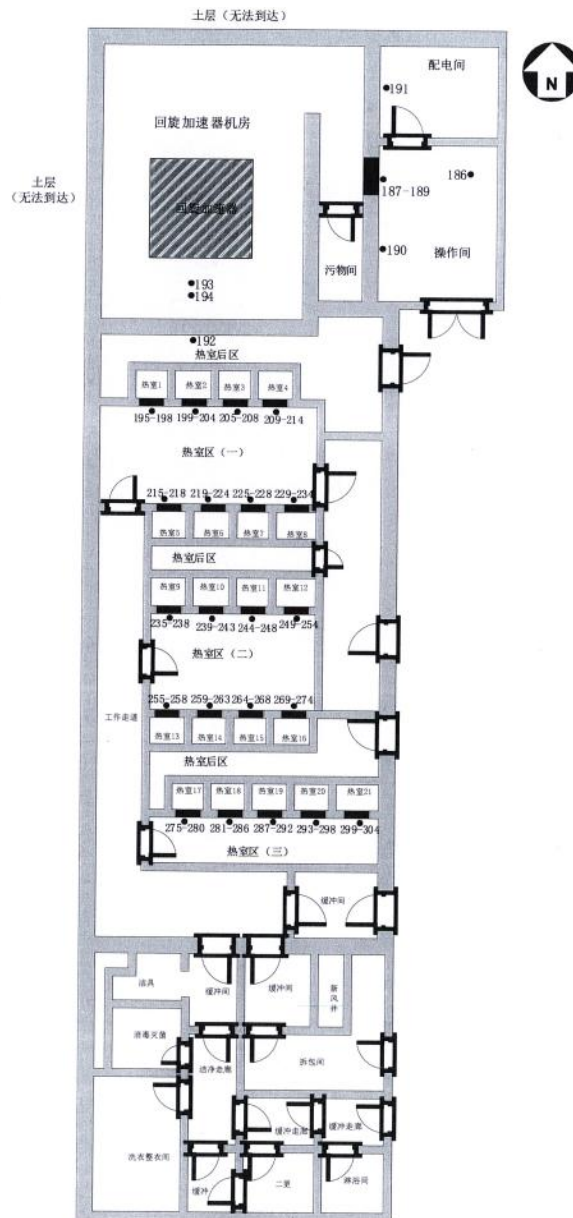 土层（无法到达）
配电间
191
N
回旋加速器机房
土层
（无法到达）
186
187-189
回旋加速器
190
操作间
污物间
193
194
192
热室后区
热室1
热室2
热室3
热室4
195-198
199-204
205-208
209-214
热室区（一）
215-218
219-224
225-228
229-234
热室5
热室6
热室7
热室8
热室后区
热室9
热室10
热室11
热室12
235-238
239-243
244-248
249-254
热室区（二）
255-258
259-263
264-268
269-274
工作走道
热室13
热室14
热室15
热室16
热室后区
热室17
热室18
热室19
热室20
热室21
275-280
281-286
287-292
293-298
299-304
热室区（三）
缓冲间
洁具
缓冲间
缓冲间
新风井
消毒灭菌
洁净走廊
拆包间
缓冲走廊
缓冲走廊
洗衣整衣间
缓冲
二更
淋浴间